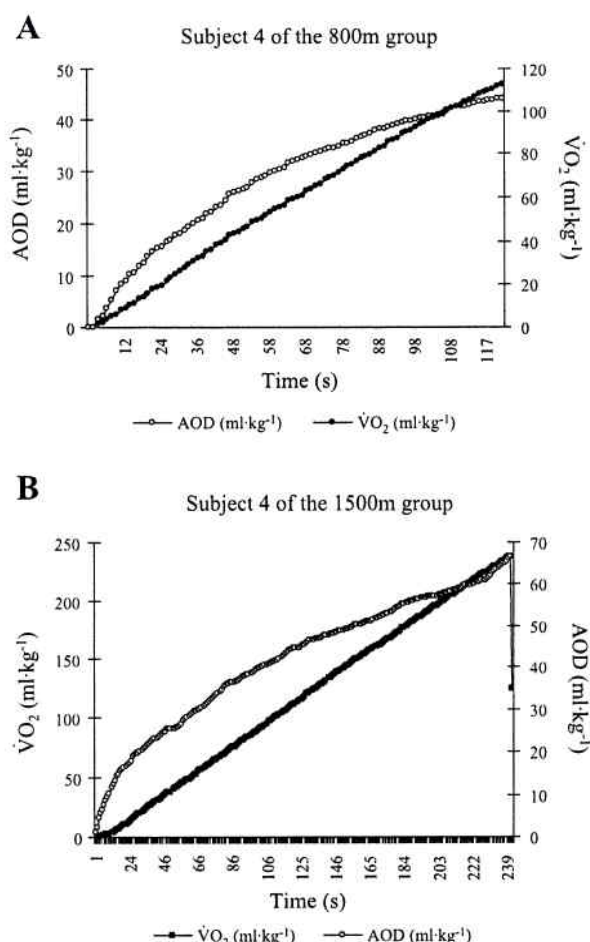 A
Subject 4 of the 800m group
50
40
30
20
10
0
AOD (ml·kg⁻¹)
120
100
80
60
40
20
0
V̇O₂ (ml·kg⁻¹)
12 24 36 48 58 68 78 88 98 108 117
Time (s)
AOD (ml·kg⁻¹) V̇O₂ (ml·kg⁻¹)
B
Subject 4 of the 1500m group
250
200
150
100
50
0
V̇O₂ (ml·kg⁻¹)
70
60
50
40
30
20
10
0
AOD (ml·kg⁻¹)
1 24 46 66 86 106 125 146 165 184 203 222 239
Time (s)
V̇O₂ (ml·kg⁻¹) AOD (ml·kg⁻¹)